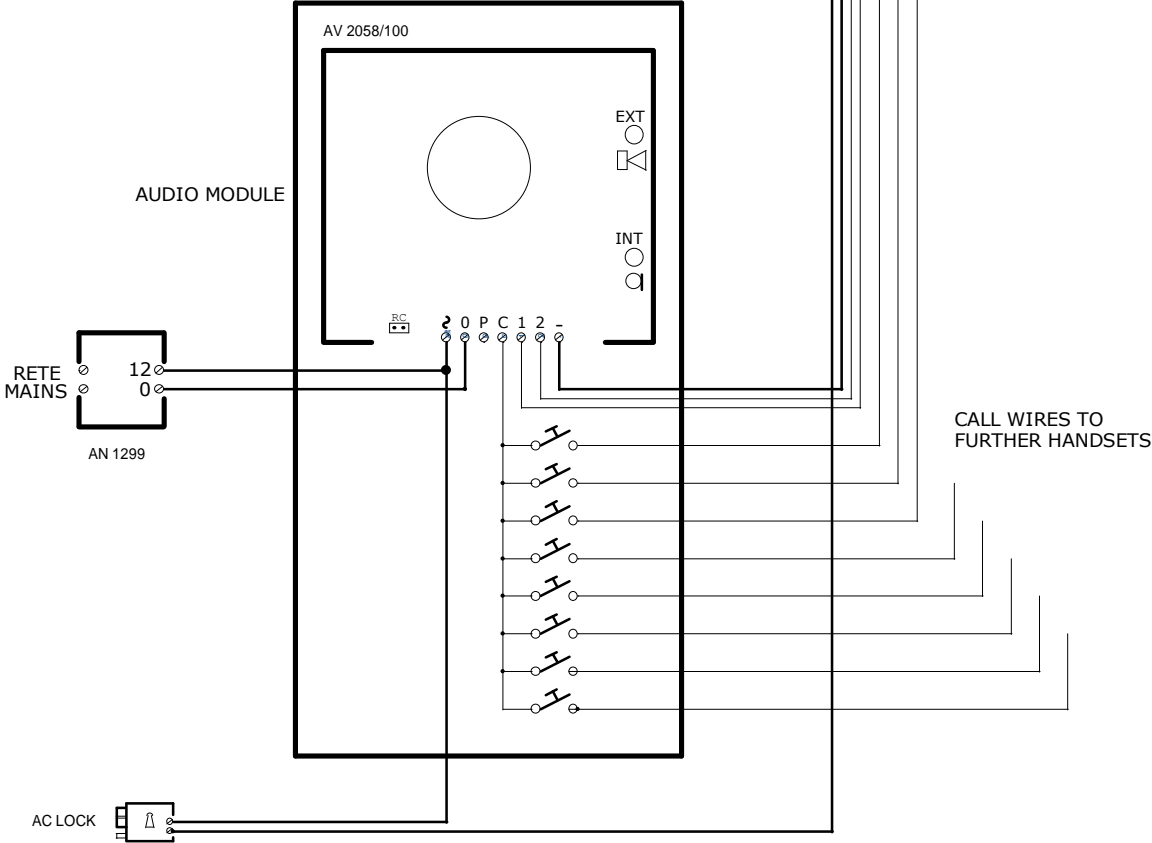 AV 2058/100
EXT
AUDIO MODULE
INT
RC
~ 0 P C 1 2 -
RETE
MAINS
12
0
AN 1299
CALL WIRES TO
FURTHER HANDSETS
AC LOCK